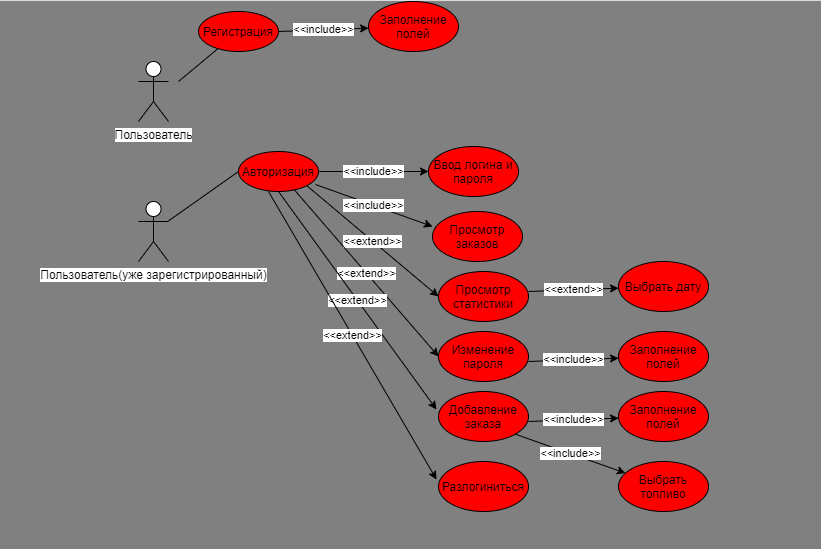 Регистрация
<<include>>
Заполнение
полей
Пользователь
Авторизация
<<include>>
Ввод логина и
пароля
<<include>>
Просмотр
заказов
Пользователь(уже зарегистрированный)
<<extend>>
Просмотр
статистики
<<extend>>
Выбрать дату
<<extend>>
Изменение
пароля
<<include>>
Заполнение
полей
<<extend>>
Добавление
заказа
<<include>>
Заполнение
полей
<<include>>
Выбрать
топливо
<<extend>>
Разлогиниться